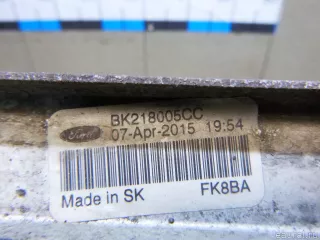 BK218005CC
Ford
07-Apr-2015 19:54
Made in SK FK8BA